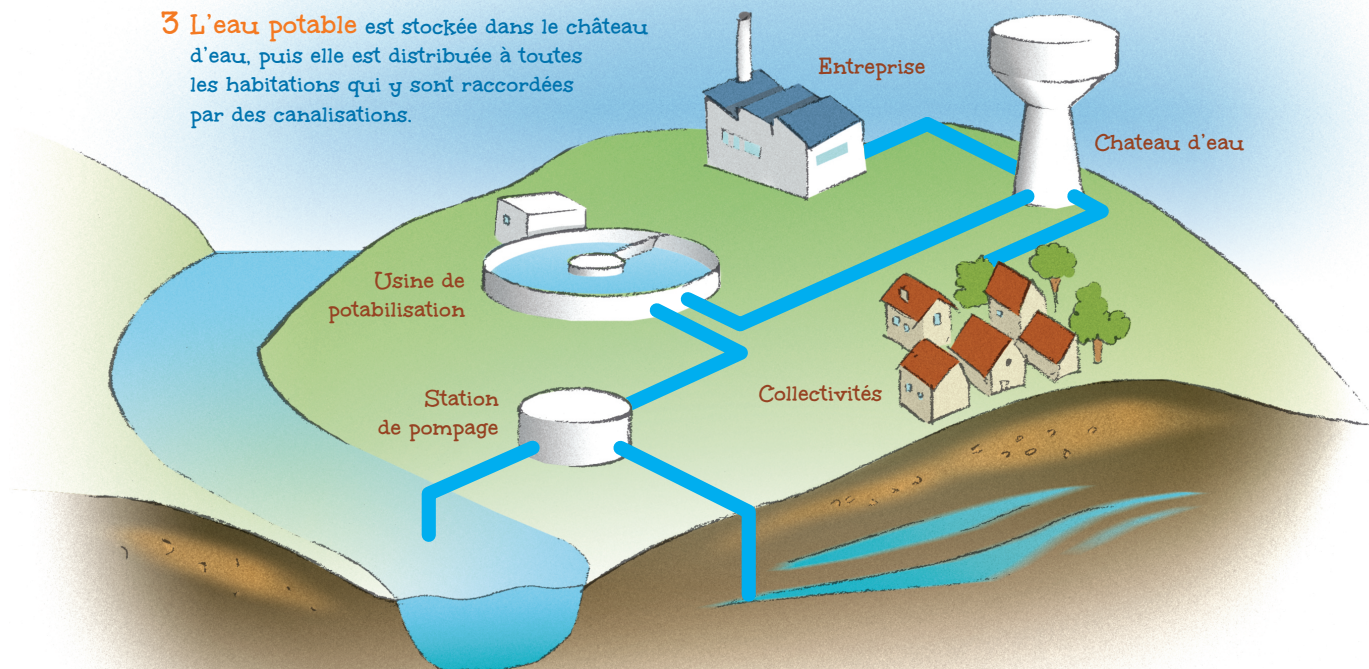 3 L'eau potable est stockée dans le château
d'eau, puis elle est distribuée à toutes
les habitations qui y sont raccordées
par des canalisations.
Entreprise
Chateau d'eau
Usine de
potabilisation
Station
de pompage
Collectivités